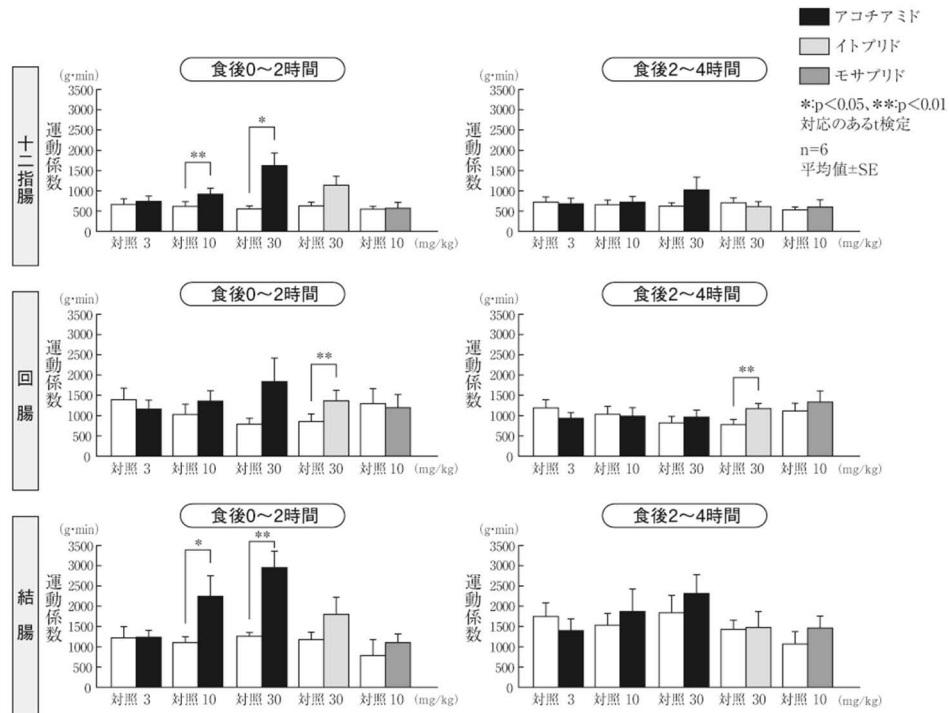 アコチアミド
イトプリド
モサプリド
*:p<0.05、**:p<0.01
対応のあるt検定
n=6
平均値±SE
十二指腸
食後0〜2時間
(g·min)
運動係数
3500
3000
2500
2000
1500
1000
500
0
**
*
対照 3 対照 10 対照 30 対照 30 対照 10 (mg/kg)
食後2〜4時間
(g·min)
運動係数
3500
3000
2500
2000
1500
1000
500
0
対照 3 対照 10 対照 30 対照 30 対照 10 (mg/kg)
回腸
食後0〜2時間
(g·min)
運動係数
3500
3000
2500
2000
1500
1000
500
0
**
対照 3 対照 10 対照 30 対照 30 対照 10 (mg/kg)
食後2〜4時間
(g·min)
運動係数
3500
3000
2500
2000
1500
1000
500
0
**
対照 3 対照 10 対照 30 対照 30 対照 10 (mg/kg)
結腸
食後0〜2時間
(g·min)
運動係数
3500
3000
2500
2000
1500
1000
500
0
*
**
対照 3 対照 10 対照 30 対照 30 対照 10 (mg/kg)
食後2〜4時間
(g·min)
運動係数
3500
3000
2500
2000
1500
1000
500
0
対照 3 対照 10 対照 30 対照 30 対照 10 (mg/kg)